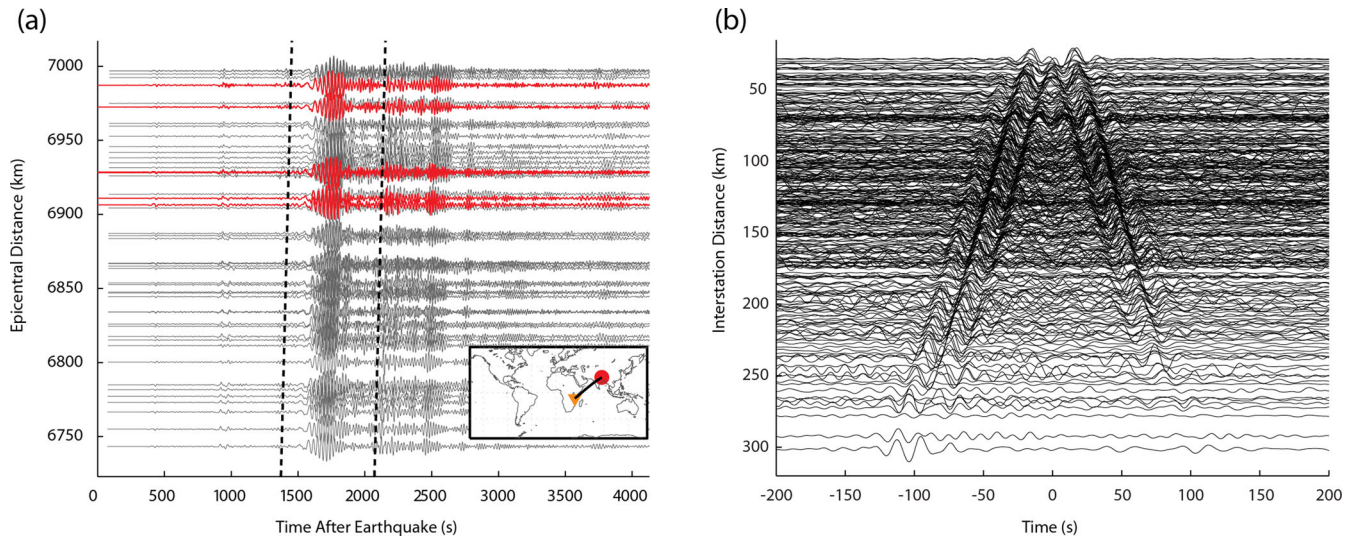 (a)
7000
6950
6900
6850
6800
6750
Epicentral Distance (km)
0 500 1000 1500 2000 2500 3000 3500 4000
Time After Earthquake (s)
(b)
50
100
150
200
250
300
Interstation Distance (km)
-200 -150 -100 -50 0 50 100 150 200
Time (s)